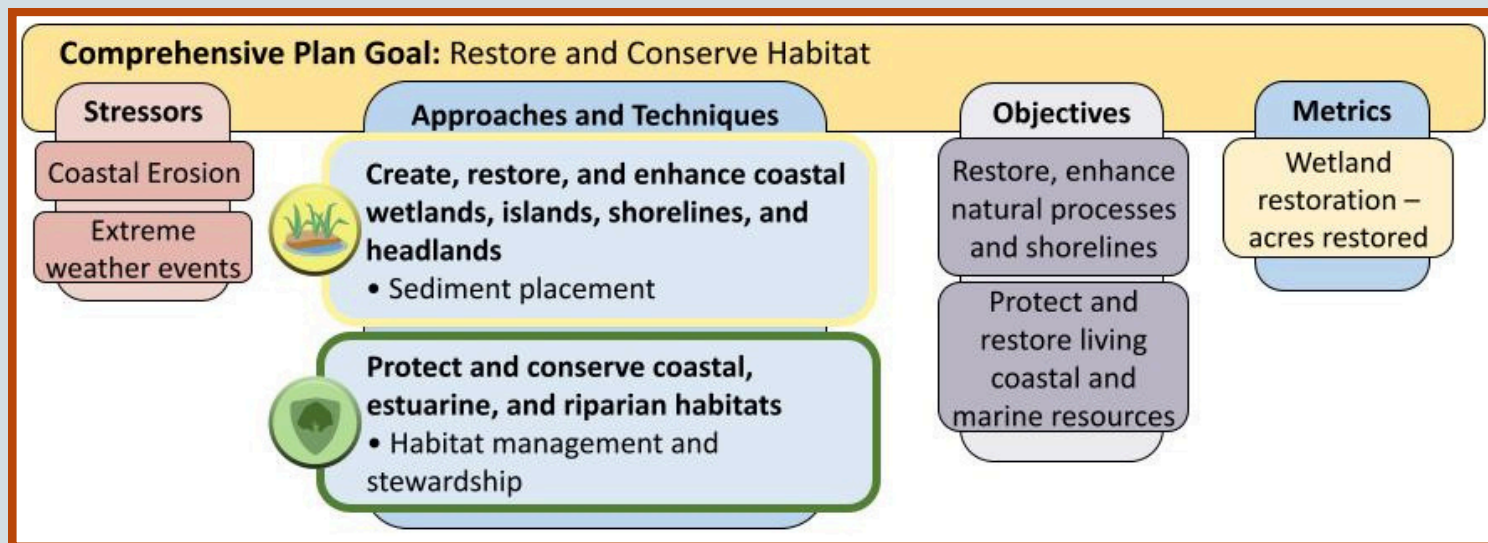 Comprehensive Plan Goal: Restore and Conserve Habitat
Stressors
Coastal Erosion
Extreme
weather events
Approaches and Techniques
Create, restore, and enhance coastal
wetlands, islands, shorelines, and
headlands
• Sediment placement
Protect and conserve coastal,
estuarine, and riparian habitats
• Habitat management and
stewardship
Objectives
Restore, enhance
natural processes
and shorelines
Protect and
restore living
coastal and
marine resources
Metrics
Wetland
restoration –
acres restored